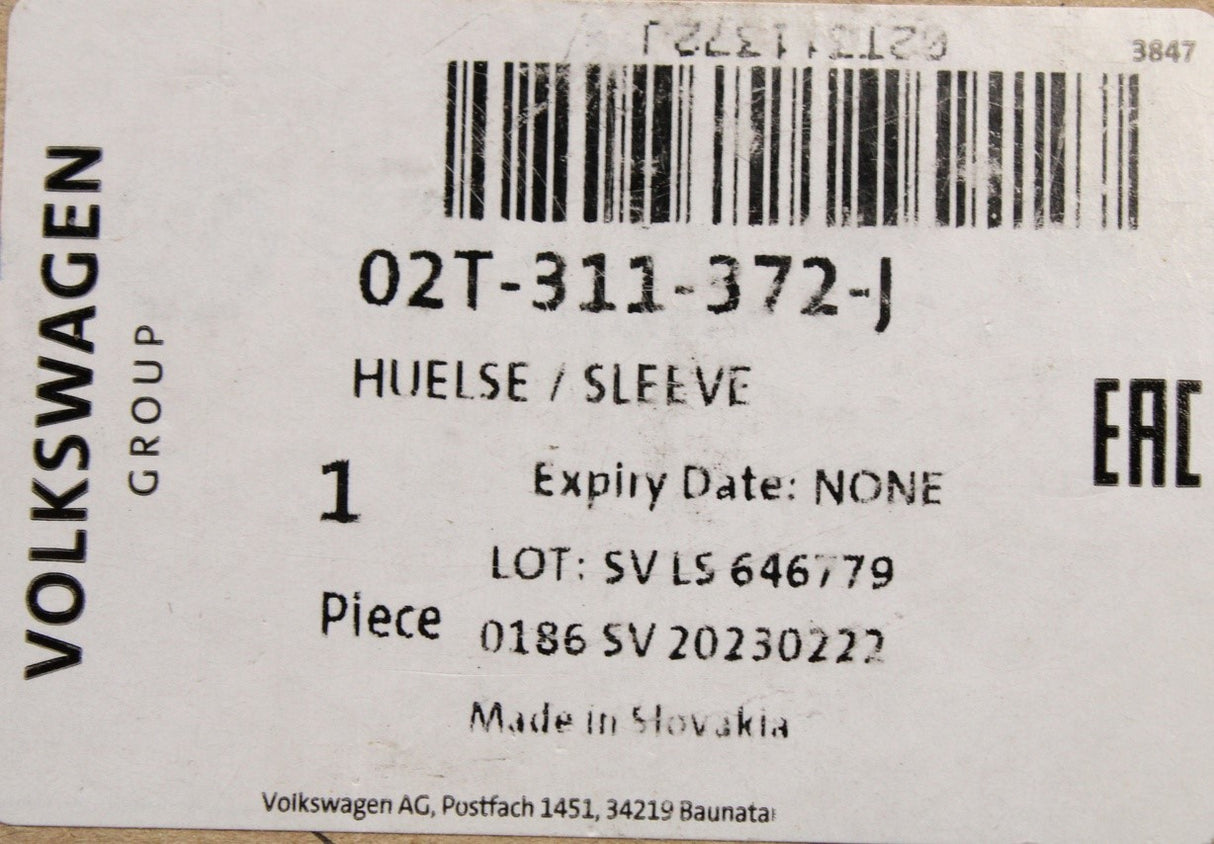 02T311372J
3847
02T-311-372-J
HUELSE / SLEEVE
EAC
1
Expiry Date: NONE
LOT: SV LS 646779
Piece
0186 SV 20230222
Made in Slovakia
Volkswagen AG, Postfach 1451, 34219 Baunatal
VOLKSWAGEN
GROUP